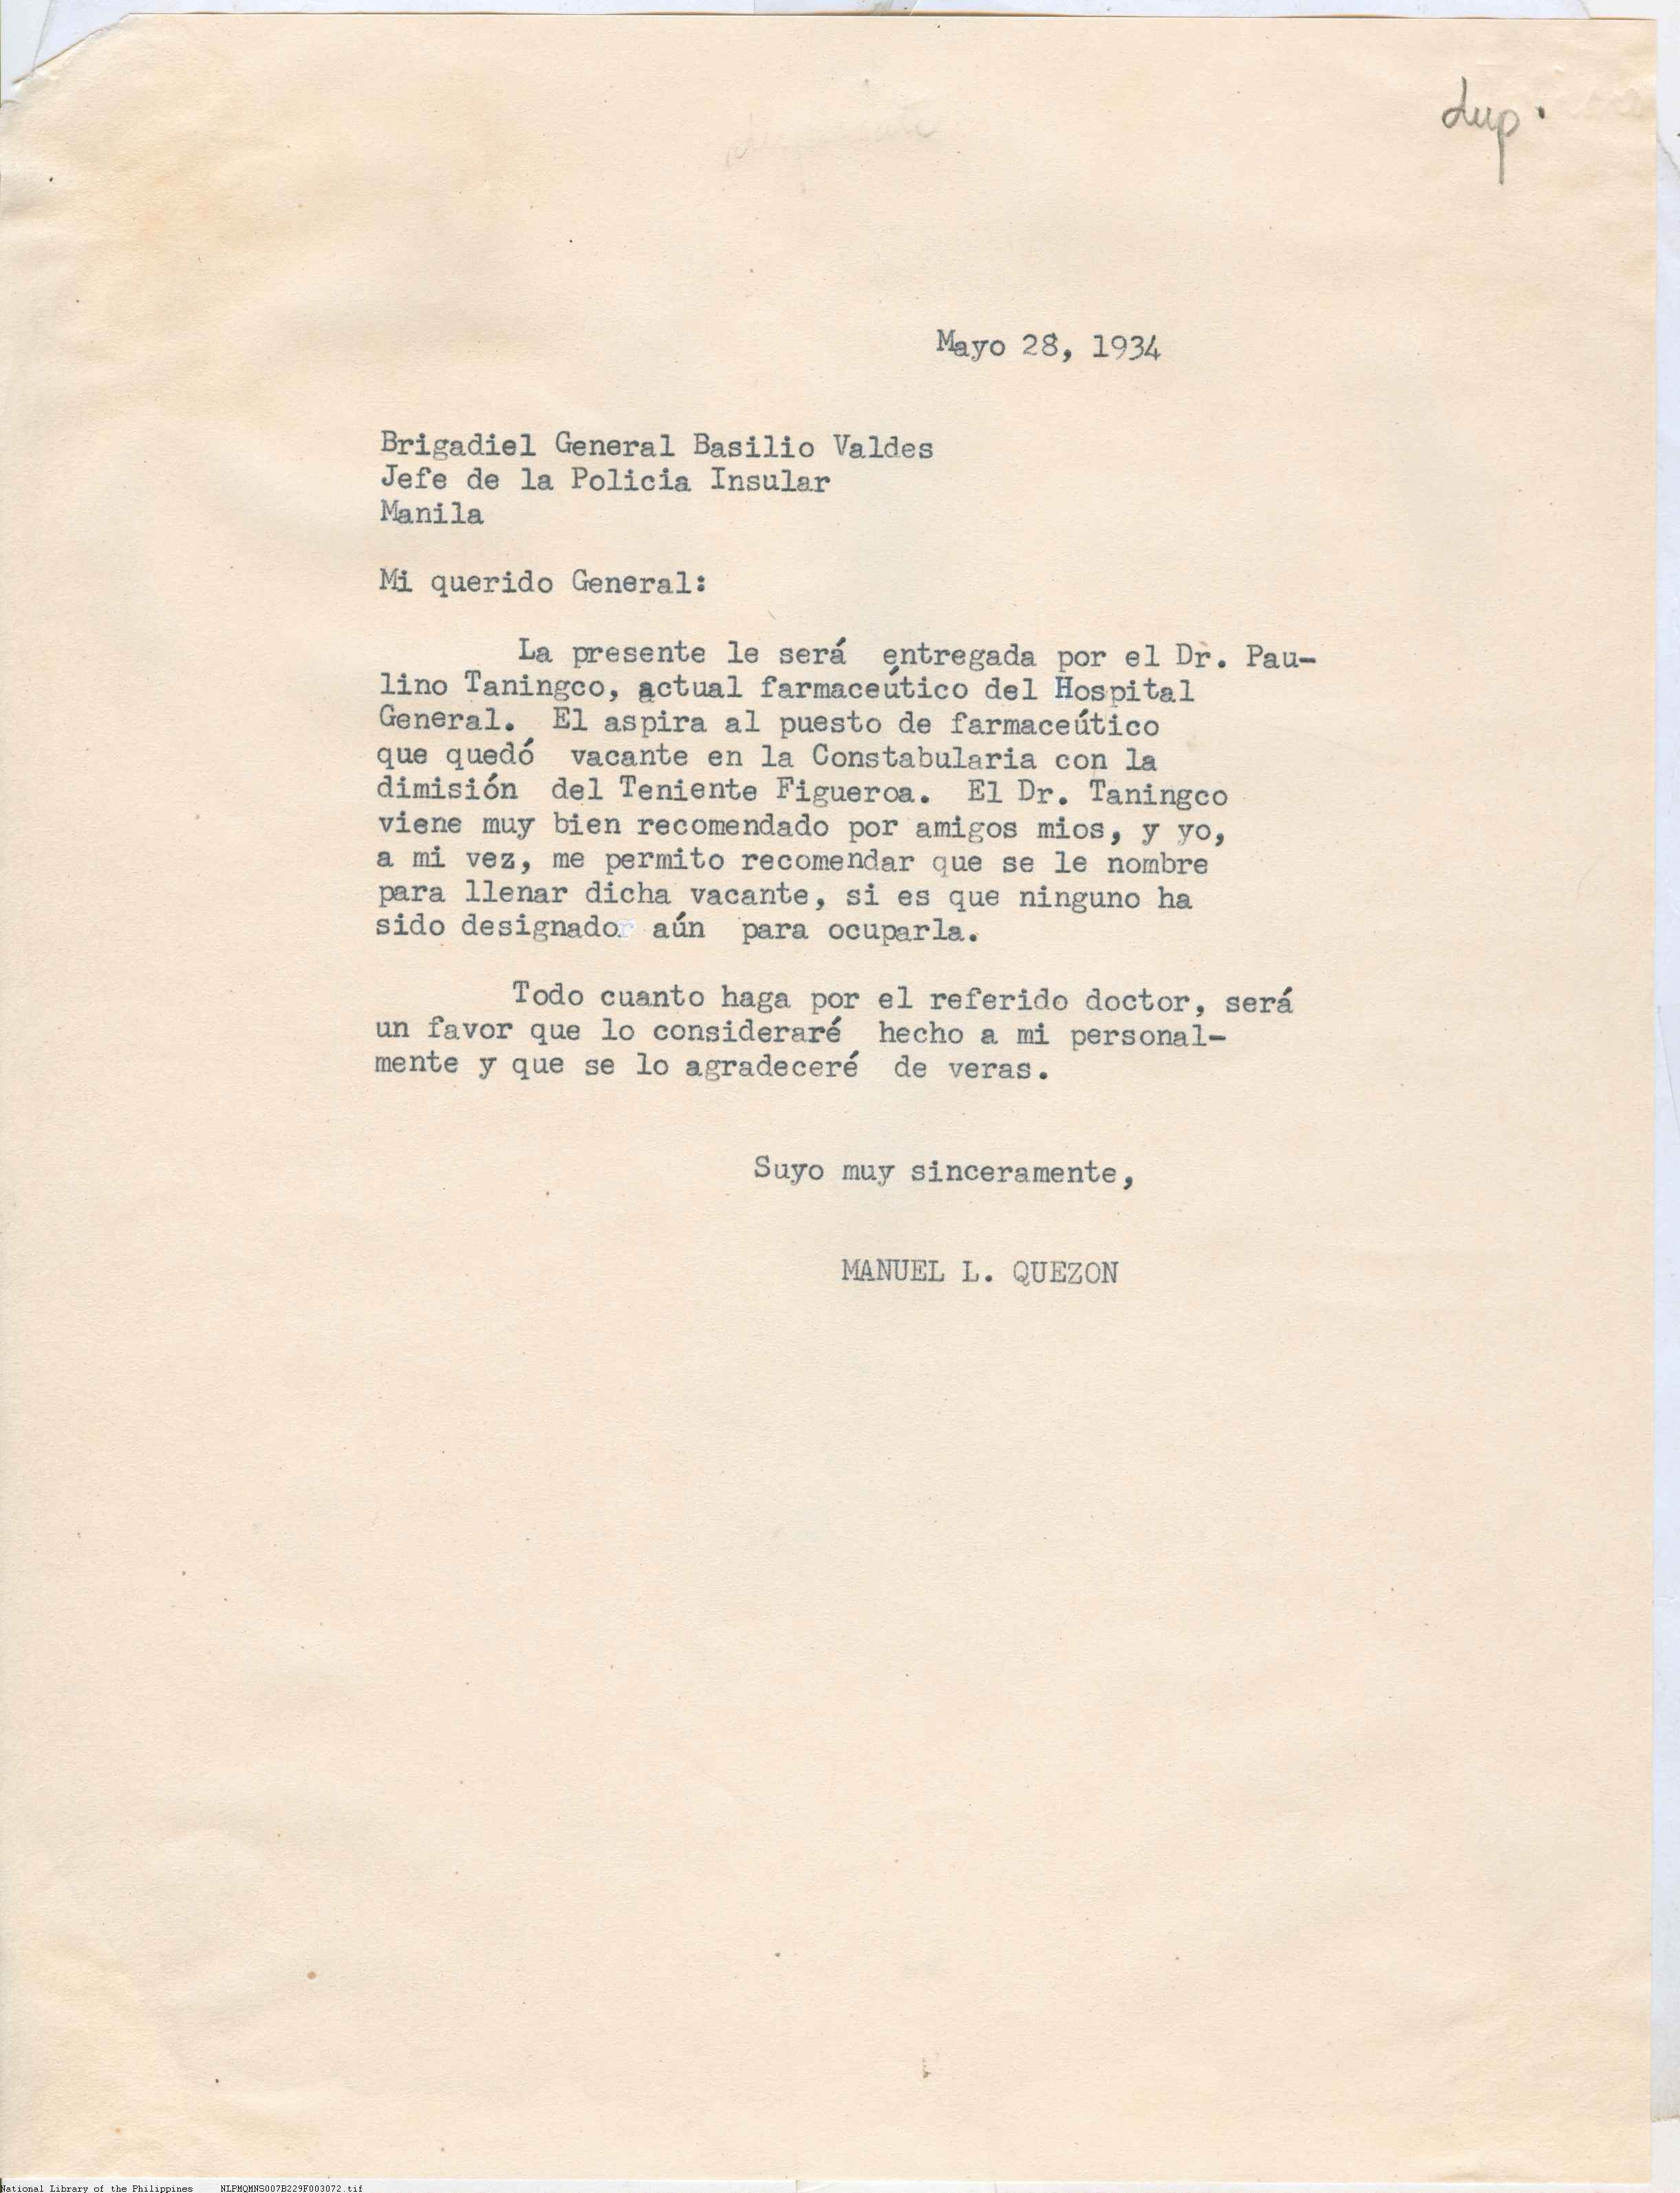 dup.
Mayo 28, 1934
Brigadiel General Basilio Valdes
Jefe de la Policia Insular
Manila
Mi querido General:
La presente le será entregada por el Dr. Pau-
lino Taningco, actual farmaceútico del Hospital
General. El aspira al puesto de farmaceútico
que quedó vacante en la Constabularia con la
dimisión del Teniente Figueroa. El Dr. Taningco
viene muy bien recomendado por amigos mios, y yo,
a mi vez, me permito recomendar que se le nombre
para llenar dicha vacante, si es que ninguno ha
sido designado aún para ocuparla.
Todo cuanto haga por el referido doctor, será
un favor que lo consideraré hecho a mi personal-
mente y que se lo agradeceré de veras.
Suyo muy sinceramente,
MANUEL L. QUEZON
National Library of the Philippines NLPMQMNS007B229F003072.tif